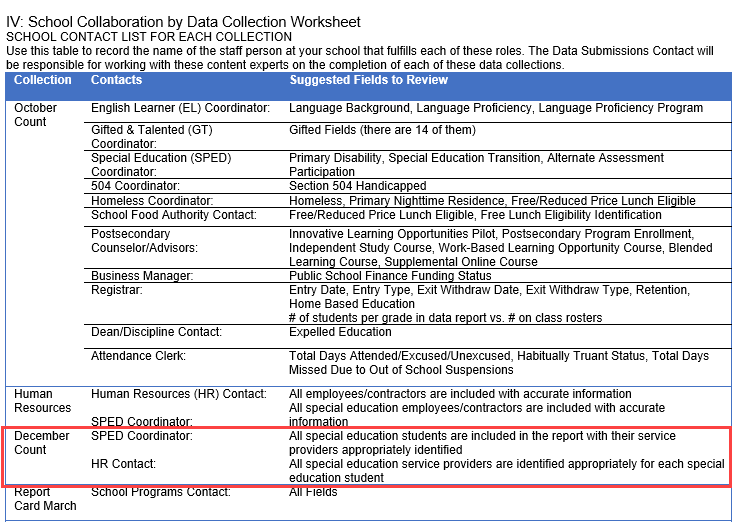 IV: School Collaboration by Data Collection Worksheet
SCHOOL CONTACT LIST FOR EACH COLLECTION
Use this table to record the name of the staff person at your school that fulfills each of these roles. The Data Submissions Contact will
be responsible for working with these content experts on the completion of each of these data collections.
Collection Contacts Suggested Fields to Review
October English Learner (EL) Coordinator: Language Background, Language Proficiency, Language Proficiency Program
Count
Gifted & Talented (GT) Gifted Fields (there are 14 of them)
Coordinator:
Special Education (SPED) Primary Disability, Special Education Transition, Alternate Assessment
Coordinator: Participation
504 Coordinator: Section 504 Handicapped
Homeless Coordinator: Homeless, Primary Nighttime Residence, Free/Reduced Price Lunch Eligible
School Food Authority Contact: Free/Reduced Price Lunch Eligible, Free Lunch Eligibility Identification
Postsecondary Innovative Learning Opportunities Pilot, Postsecondary Program Enrollment,
Counselor/Advisors: Independent Study Course, Work-Based Learning Opportunity Course, Blended
Learning Course, Supplemental Online Course
Business Manager: Public School Finance Funding Status
Registrar: Entry Date, Entry Type, Exit Withdraw Date, Exit Withdraw Type, Retention,
Home Based Education
# of students per grade in data report vs. # on class rosters
Dean/Discipline Contact: Expelled Education
Attendance Clerk: Total Days Attended/Excused/Unexcused, Habitually Truant Status, Total Days
Missed Due to Out of School Suspensions
Human Human Resources (HR) Contact: All employees/contractors are included with accurate information
Resources All special education employees/contractors are included with accurate
SPED Coordinator: information
December SPED Coordinator: All special education students are included in the report with their service
Count providers appropriately identified
HR Contact: All special education service providers are identified appropriately for each special
education student
Report School Programs Contact: All Fields
Card March